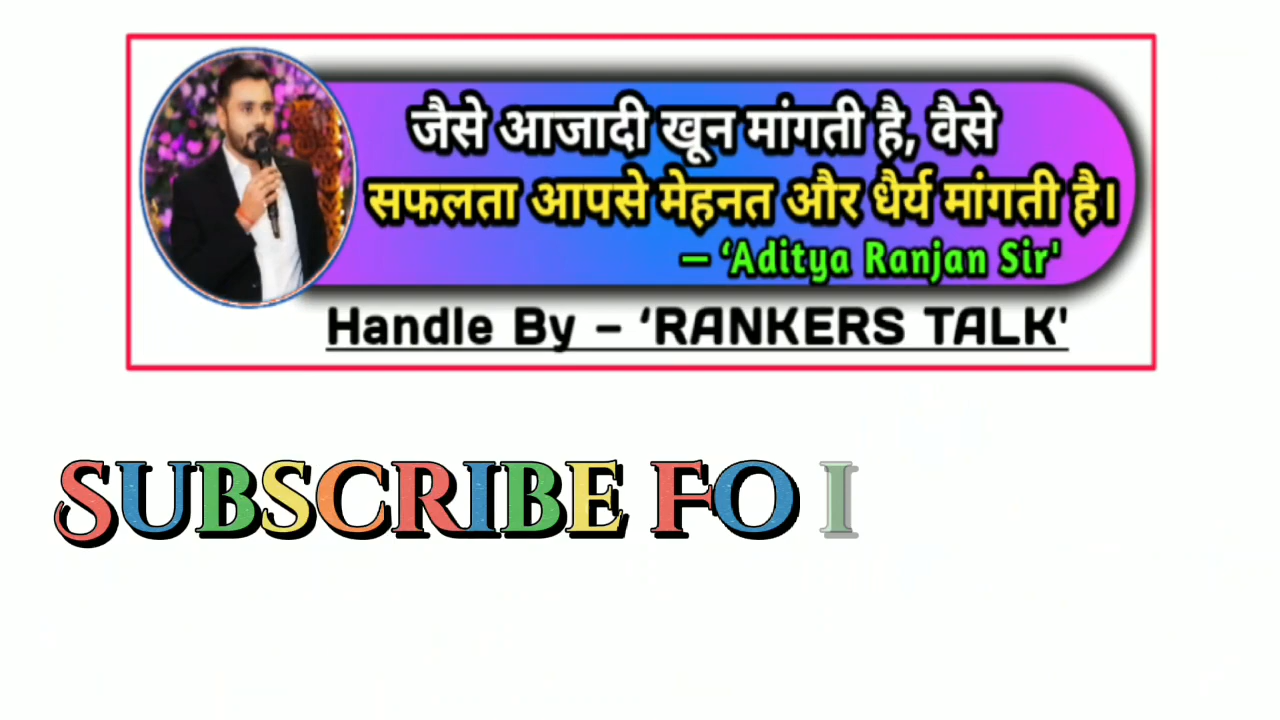 जैसे आजादी खून मांगती है, वैसे
सफलता आपसे मेहनत और धैर्य मांगती है।
– ‘Aditya Ranjan Sir'
Handle By – ‘RANKERS TALK'
SUBSCRIBE FO I